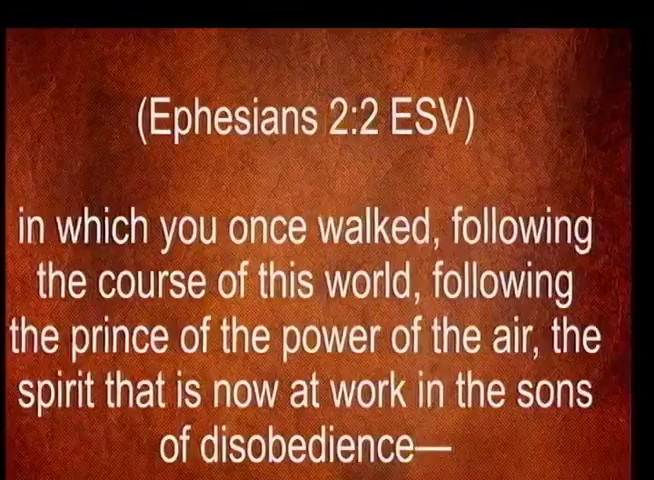 (Ephesians 2:2 ESV)
in which you once walked, following
the course of this world, following
the prince of the power of the air, the
spirit that is now at work in the sons
of disobedience—